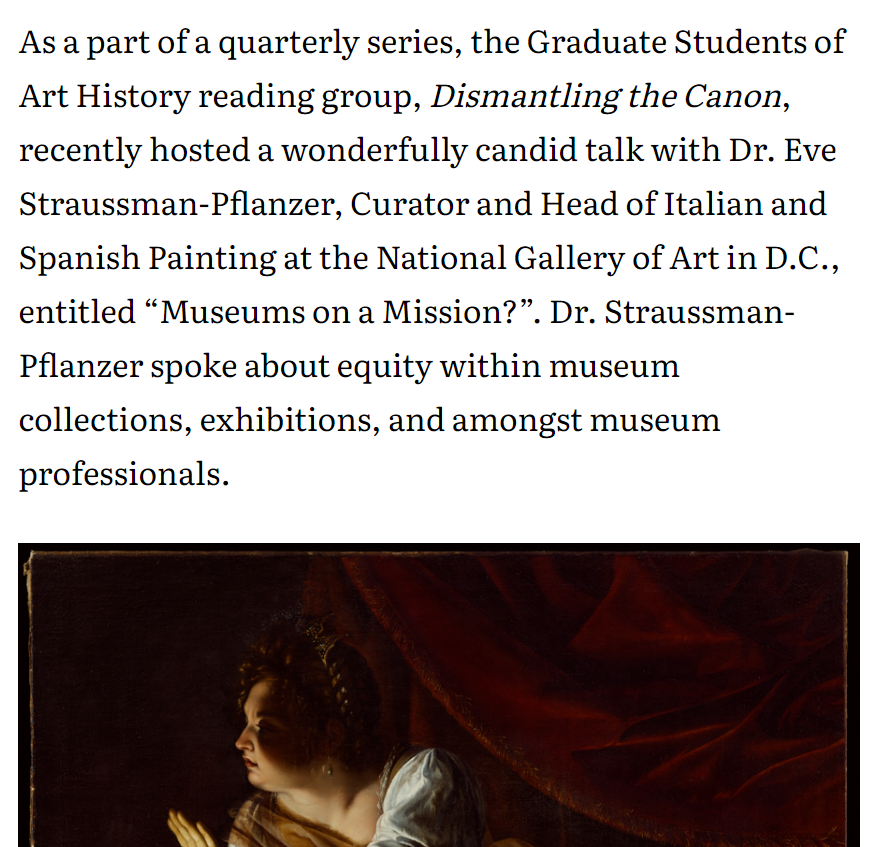 As a part of a quarterly series, the Graduate Students of
Art History reading group, Dismantling the Canon,
recently hosted a wonderfully candid talk with Dr. Eve
Straussman-Pflanzer, Curator and Head of Italian and
Spanish Painting at the National Gallery of Art in D.C.,
entitled “Museums on a Mission?”. Dr. Straussman-
Pflanzer spoke about equity within museum
collections, exhibitions, and amongst museum
professionals.